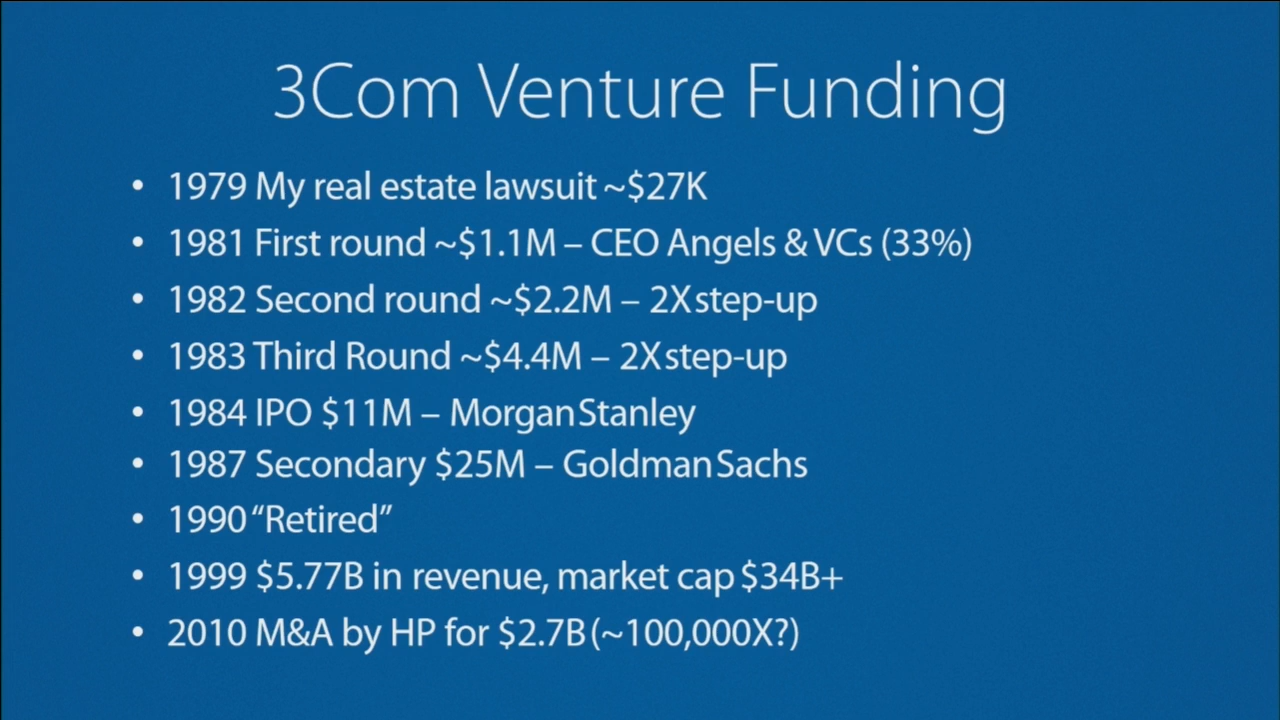 3Com Venture Funding
• 1979 My real estate lawsuit ~$27K
• 1981 First round ~$1.1M – CEO Angels & VCs (33%)
• 1982 Second round ~$2.2M – 2X step-up
• 1983 Third Round ~$4.4M – 2X step-up
• 1984 IPO $11M – Morgan Stanley
• 1987 Secondary $25M – Goldman Sachs
• 1990 “Retired”
• 1999 $5.77B in revenue, market cap $34B+
• 2010 M&A by HP for $2.7B (~100,000X?)